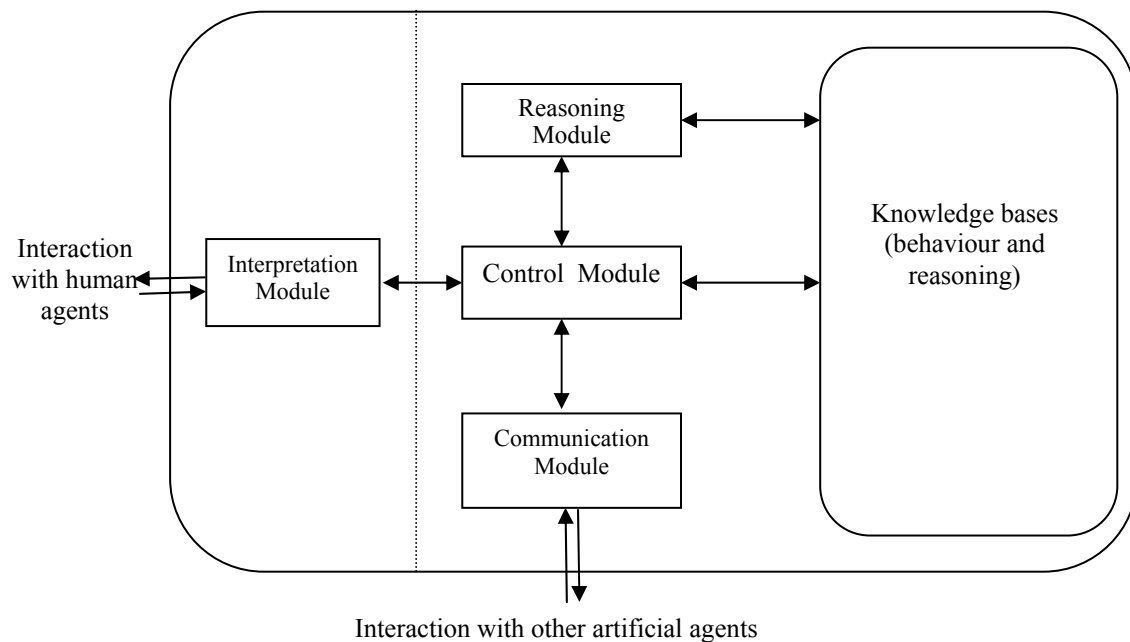 Reasoning
Module
Knowledge bases
(behaviour and
reasoning)
Interaction
with human
agents
Interpretation
Module
Control Module
Communication
Module
Interaction with other artificial agents